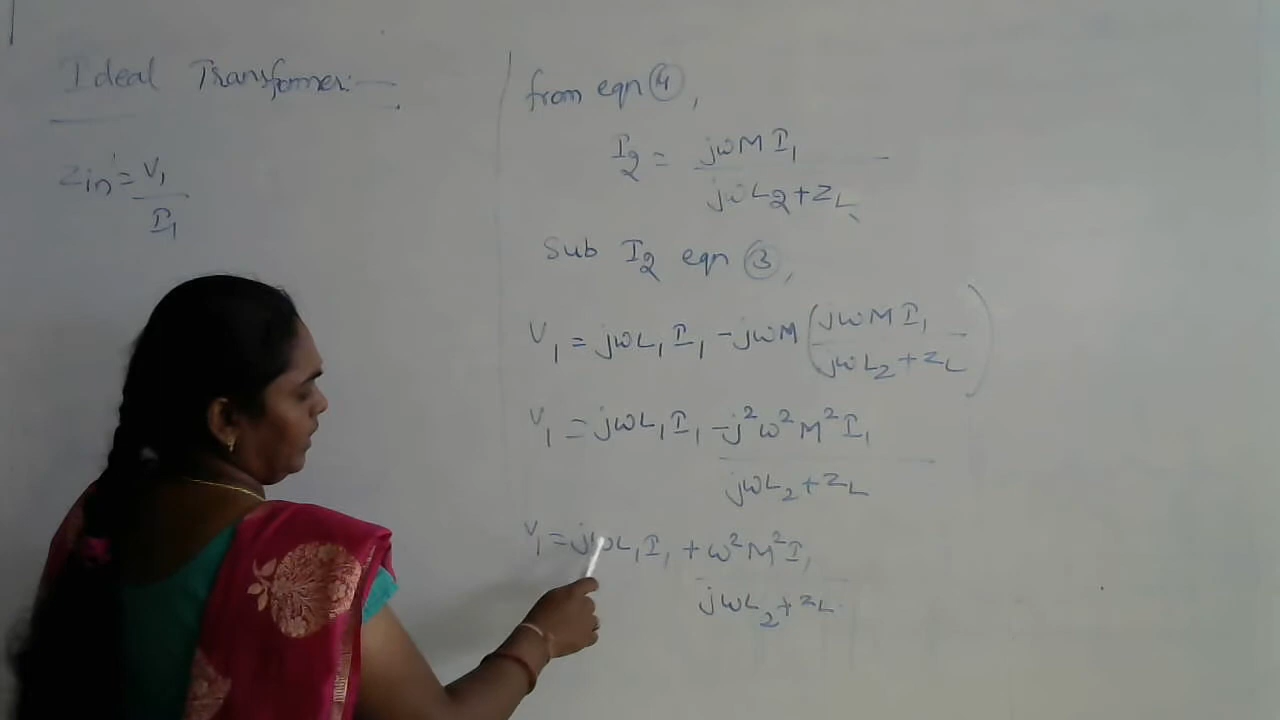 Ideal Transformer:-
Zin = V1 / I1
from eqn ④,
I2 = jωM I1 / jωL2 + ZL
Sub I2 eqn ③,
V1 = jωL1 I1 - jωM (jωM I1 / jωL2 + ZL)
V1 = jωL1 I1 - j²ω²M² I1 / jωL2 + ZL
V1 = jωL1 I1 + ω²M² I1 / jωL2 + ZL